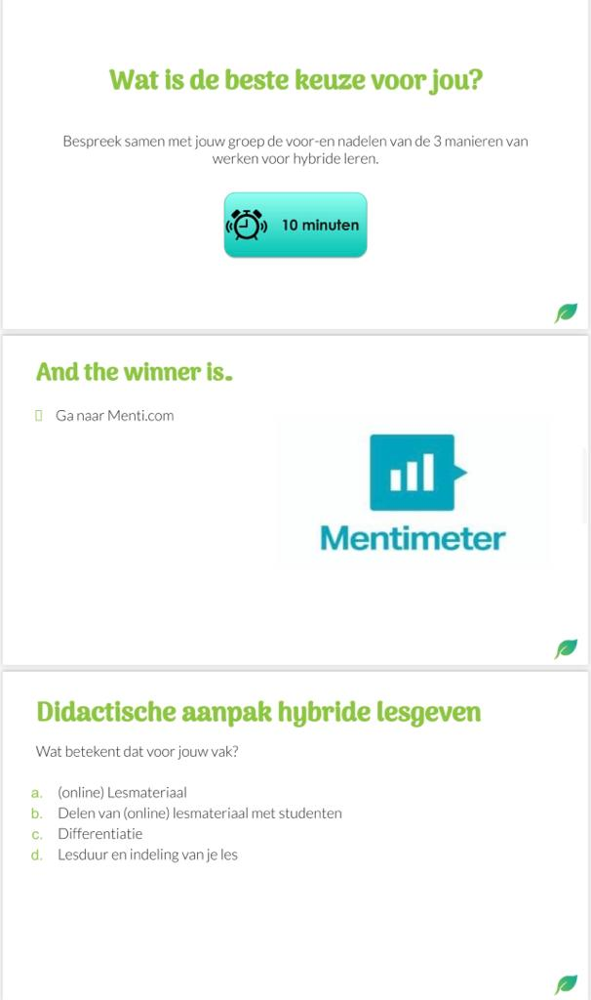 Wat is de beste keuze voor jou?
Bespreek samen met jouw groep de voor-en nadelen van de 3 manieren van
werken voor hybride leren.
10 minuten
And the winner is.
Ga naar Menti.com
Mentimeter
Didactische aanpak hybride lesgeven
Wat betekent dat voor jouw vak?
a. (online) Lesmateriaal
b. Delen van (online) lesmateriaal met studenten
c. Differentiatie
d. Lesduur en indeling van je les